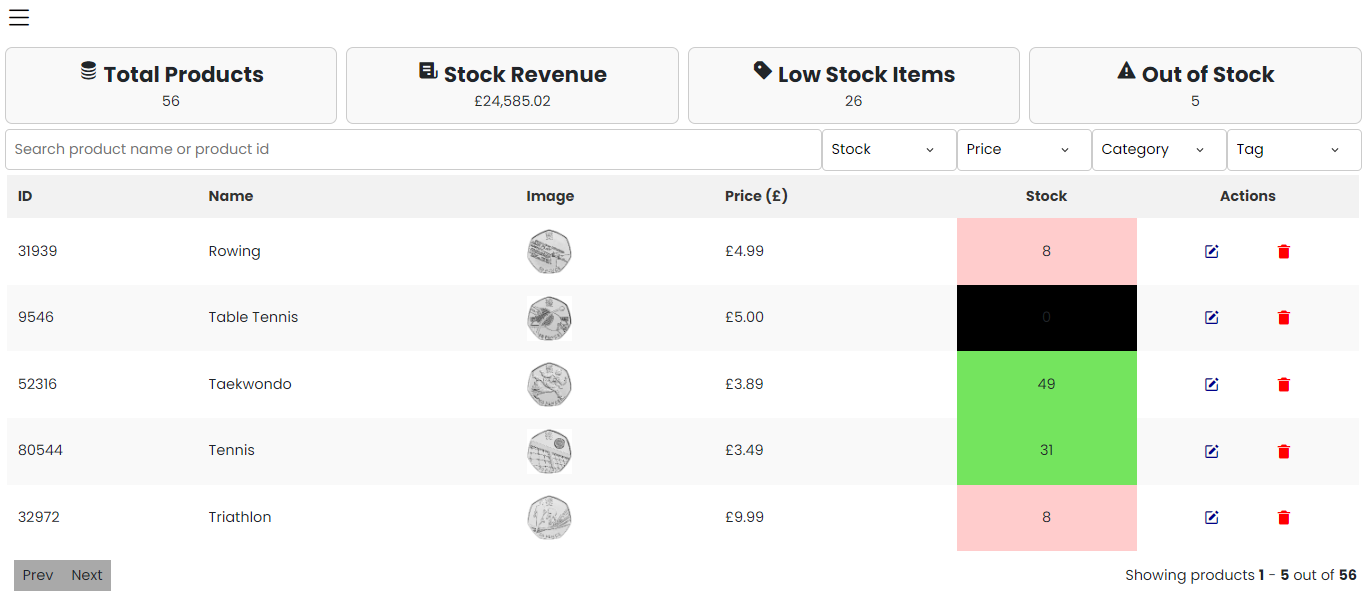 Total Products
56
Stock Revenue
£24,585.02
Low Stock Items
26
Out of Stock
5
Search product name or product id
Stock Price Category Tag
ID Name Image Price (£) Stock Actions
31939 Rowing £4.99 8
9546 Table Tennis £5.00 0
52316 Taekwondo £3.89 49
80544 Tennis £3.49 31
32972 Triathlon £9.99 8
Prev Next Showing products 1 - 5 out of 56